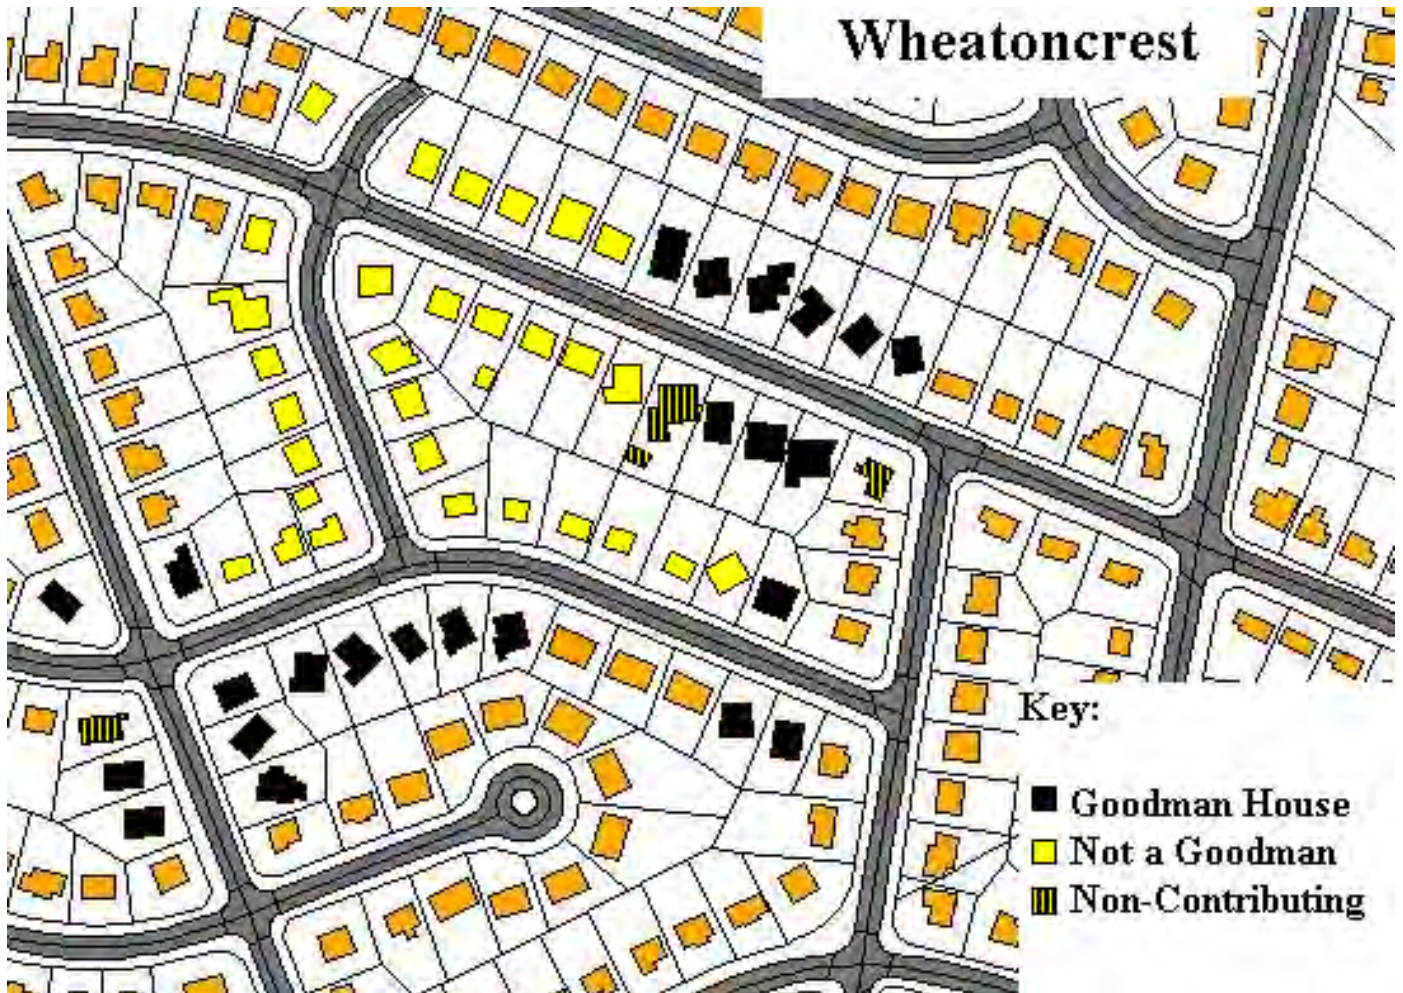 Wheatoncrest
Key:
Goodman House
Not a Goodman
Non-Contributing